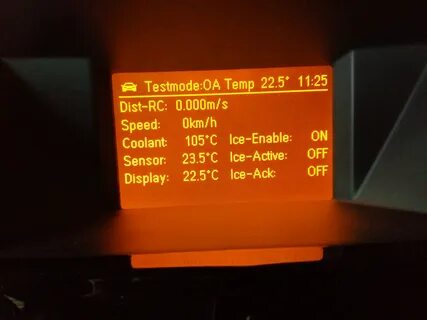 Testmode:OA Temp 22.5° 11:25
Dist-RC: 0.000m/s
Speed: 0km/h
Coolant: 105°C Ice-Enable: ON
Sensor: 23.5°C Ice-Active: OFF
Display: 22.5°C Ice-Ack: OFF